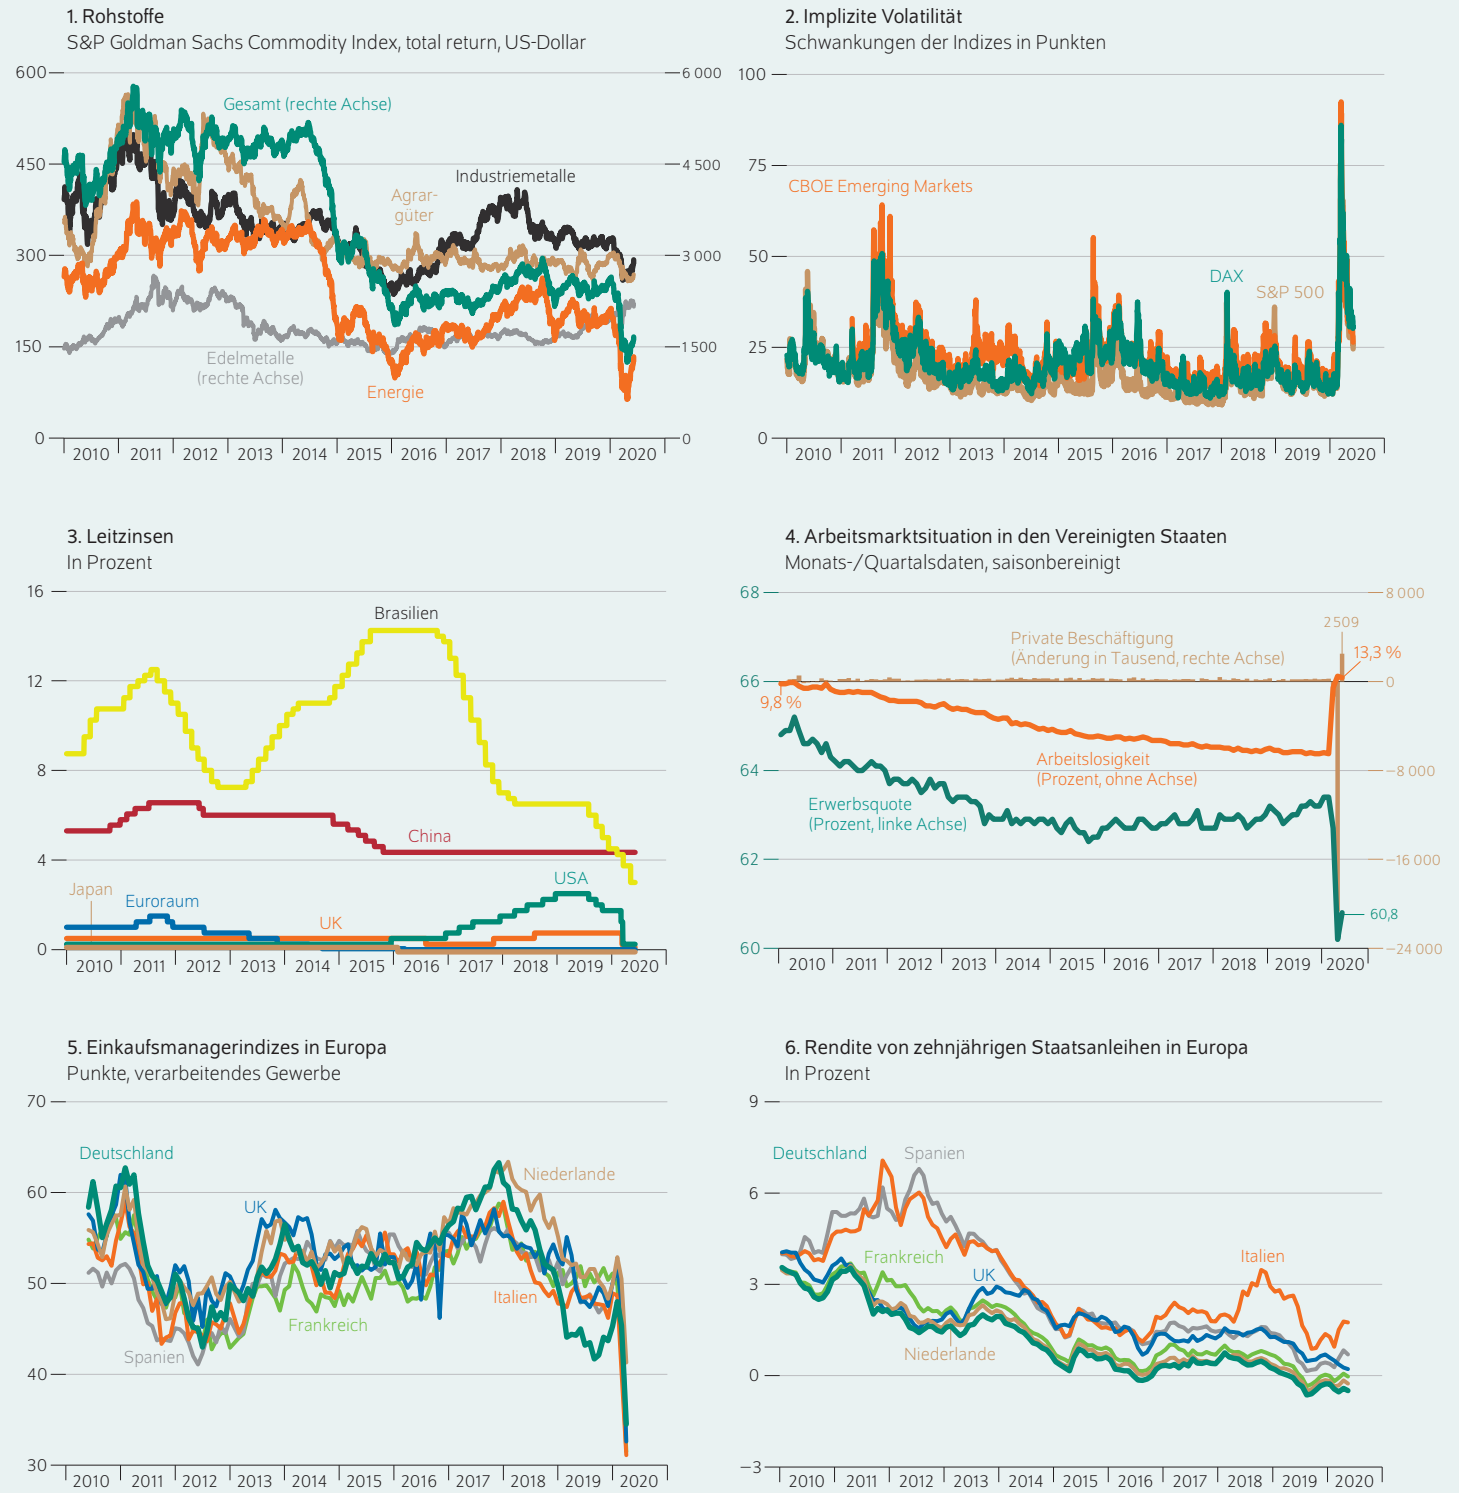 1. Rohstoffe
S&P Goldman Sachs Commodity Index, total return, US-Dollar
600
6 000
Gesamt (rechte Achse)
450
4 500
Industriemetalle
Agrar-
güter
300
3 000
150
1 500
Edelmetalle
(rechte Achse)
Energie
0
0
2010 2011 2012 2013 2014 2015 2016 2017 2018 2019 2020
2. Implizite Volatilität
Schwankungen der Indizes in Punkten
100
75
CBOE Emerging Markets
50
DAX
S&P 500
25
0
2010 2011 2012 2013 2014 2015 2016 2017 2018 2019 2020
3. Leitzinsen
In Prozent
16
Brasilien
12
8
China
4
Japan
Euroraum
UK
USA
0
2010 2011 2012 2013 2014 2015 2016 2017 2018 2019 2020
4. Arbeitsmarktsituation in den Vereinigten Staaten
Monats-/Quartalsdaten, saisonbereinigt
68
8 000
2 509
Private Beschäftigung
(Änderung in Tausend, rechte Achse)
13,3 %
66
0
9,8 %
Arbeitslosigkeit
(Prozent, ohne Achse)
64
−8 000
Erwerbsquote
(Prozent, linke Achse)
62
−16 000
60,8
60
−24 000
2010 2011 2012 2013 2014 2015 2016 2017 2018 2019 2020
5. Einkaufsmanagerindizes in Europa
Punkte, verarbeitendes Gewerbe
70
Deutschland
Niederlande
60
UK
50
Italien
Frankreich
Spanien
40
30
2010 2011 2012 2013 2014 2015 2016 2017 2018 2019 2020
6. Rendite von zehnjährigen Staatsanleihen in Europa
In Prozent
9
Deutschland
Spanien
6
Frankreich
Italien
UK
3
Niederlande
0
−3
2010 2011 2012 2013 2014 2015 2016 2017 2018 2019 2020